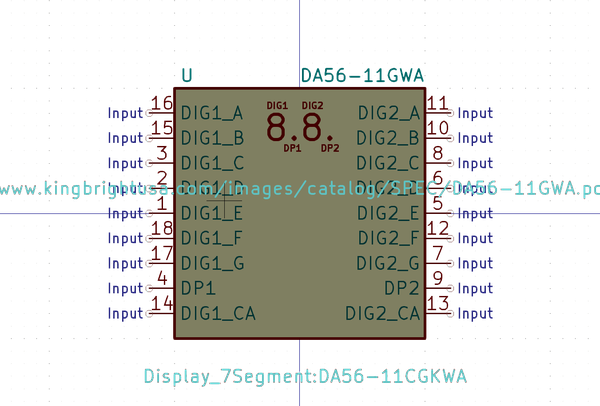 U DA56-11GWA
DIG1 DIG2
8.8.
DP1 DP2
Input 16 DIG1_A DIG2_A 11 Input
Input 15 DIG1_B DIG2_B 10 Input
Input 3 DIG1_C DIG2_C 8 Input
Input 2 DIG1_D DIG2_D 6 Input
www.kingbrightusa.com/images/catalog/SPEC/DA56-11GWA.pd
Input 1 DIG1_E DIG2_E 5 Input
Input 18 DIG1_F DIG2_F 12 Input
Input 17 DIG1_G DIG2_G 7 Input
Input 4 DP1 DP2 9 Input
Input 14 DIG1_CA DIG2_CA 13 Input
Display_7Segment:DA56-11CGKWA